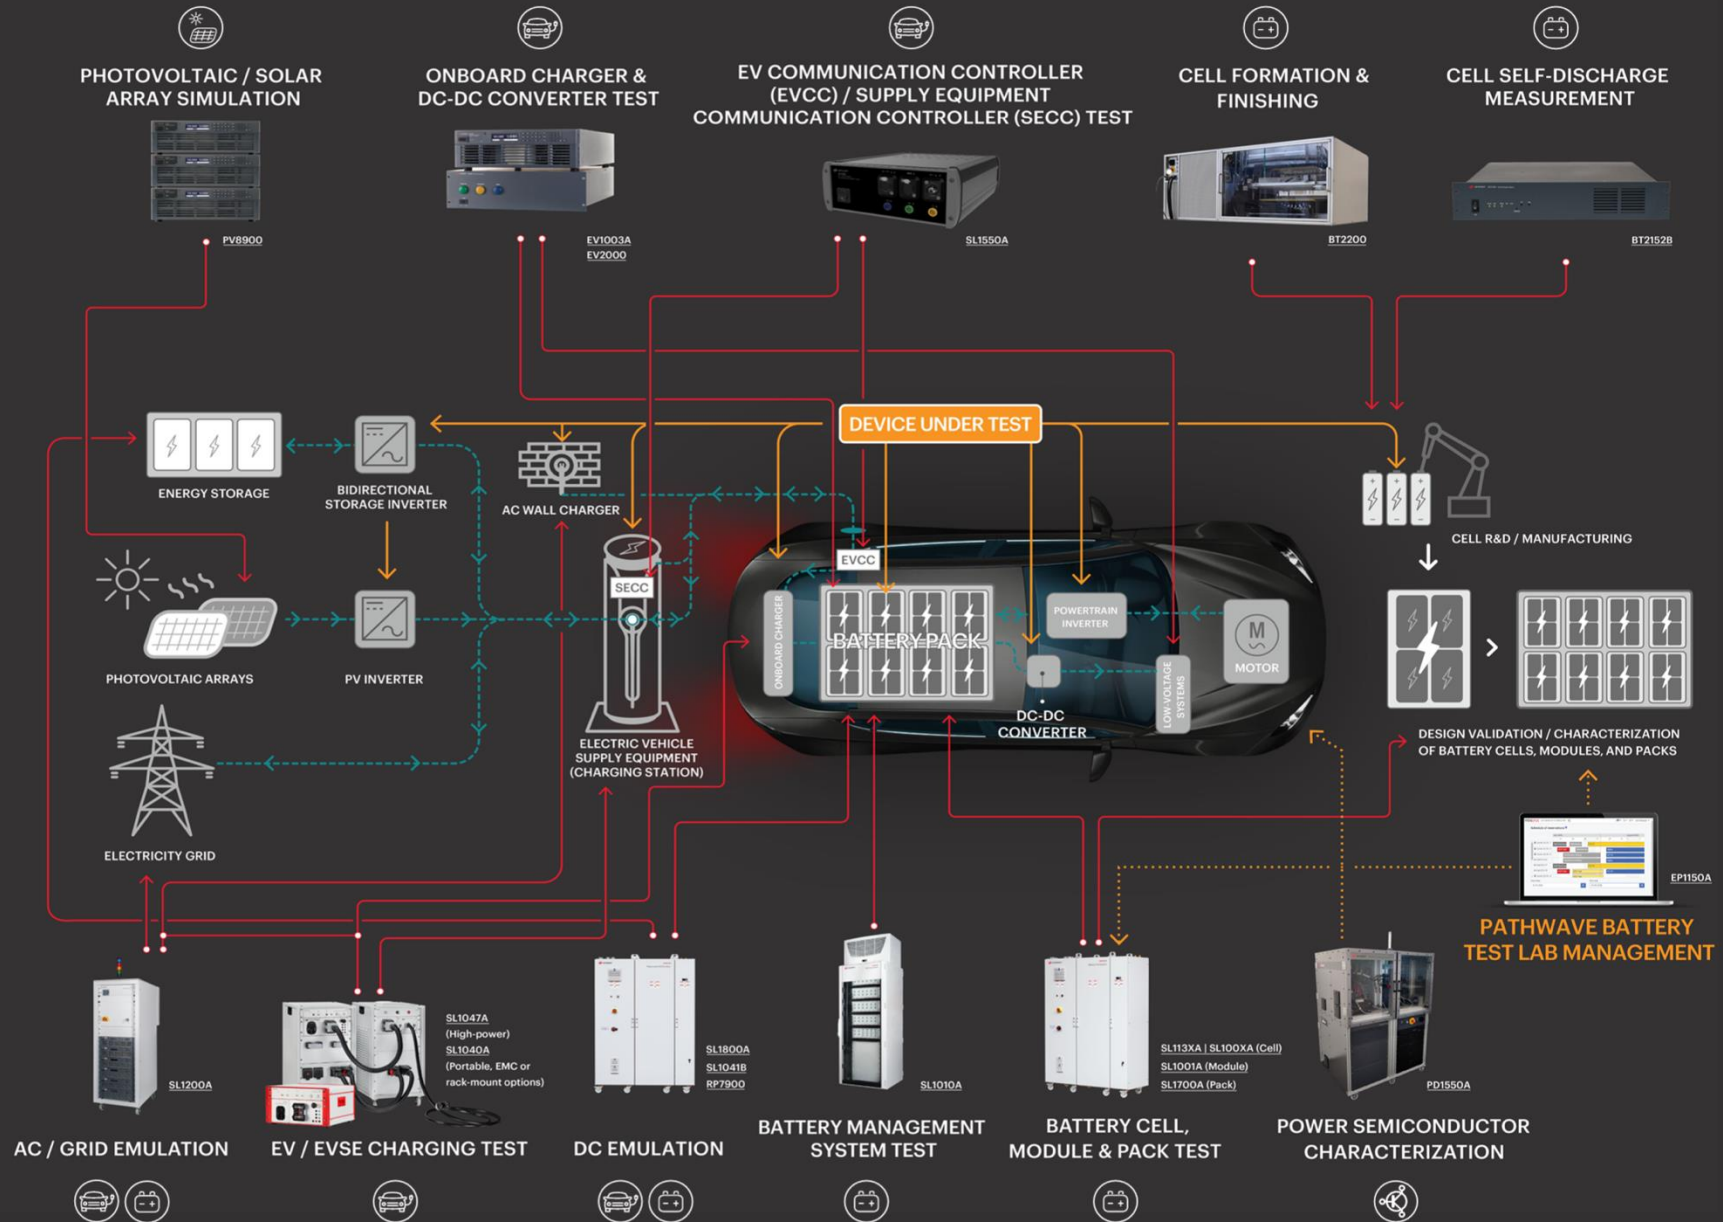 PHOTOVOLTAIC / SOLAR
ARRAY SIMULATION
PV8900
ONBOARD CHARGER &
DC-DC CONVERTER TEST
EV1003A
EV2000
EV COMMUNICATION CONTROLLER
(EVCC) / SUPPLY EQUIPMENT
COMMUNICATION CONTROLLER (SECC) TEST
SL1550A
CELL FORMATION &
FINISHING
BT2200
CELL SELF-DISCHARGE
MEASUREMENT
BT2152B
DEVICE UNDER TEST
ENERGY STORAGE
BIDIRECTIONAL
STORAGE INVERTER
AC WALL CHARGER
CELL R&D / MANUFACTURING
EVCC
SECC
ONBOARD CHARGER
BATTERY PACK
POWERTRAIN
INVERTER
M
MOTOR
LOW-VOLTAGE
SYSTEMS
DC-DC
CONVERTER
PHOTOVOLTAIC ARRAYS
PV INVERTER
ELECTRIC VEHICLE
SUPPLY EQUIPMENT
(CHARGING STATION)
DESIGN VALIDATION / CHARACTERIZATION
OF BATTERY CELLS, MODULES, AND PACKS
ELECTRICITY GRID
EP1150A
PATHWAVE BATTERY
TEST LAB MANAGEMENT
SL1200A
AC / GRID EMULATION
SL1047A
(High-power)
SL1040A
(Portable, EMC or
rack-mount options)
EV / EVSE CHARGING TEST
SL1800A
SL1041B
RP7900
DC EMULATION
SL1010A
BATTERY MANAGEMENT
SYSTEM TEST
SL113XA | SL100XA (Cell)
SL1001A (Module)
SL1700A (Pack)
BATTERY CELL,
MODULE & PACK TEST
PD1550A
POWER SEMICONDUCTOR
CHARACTERIZATION